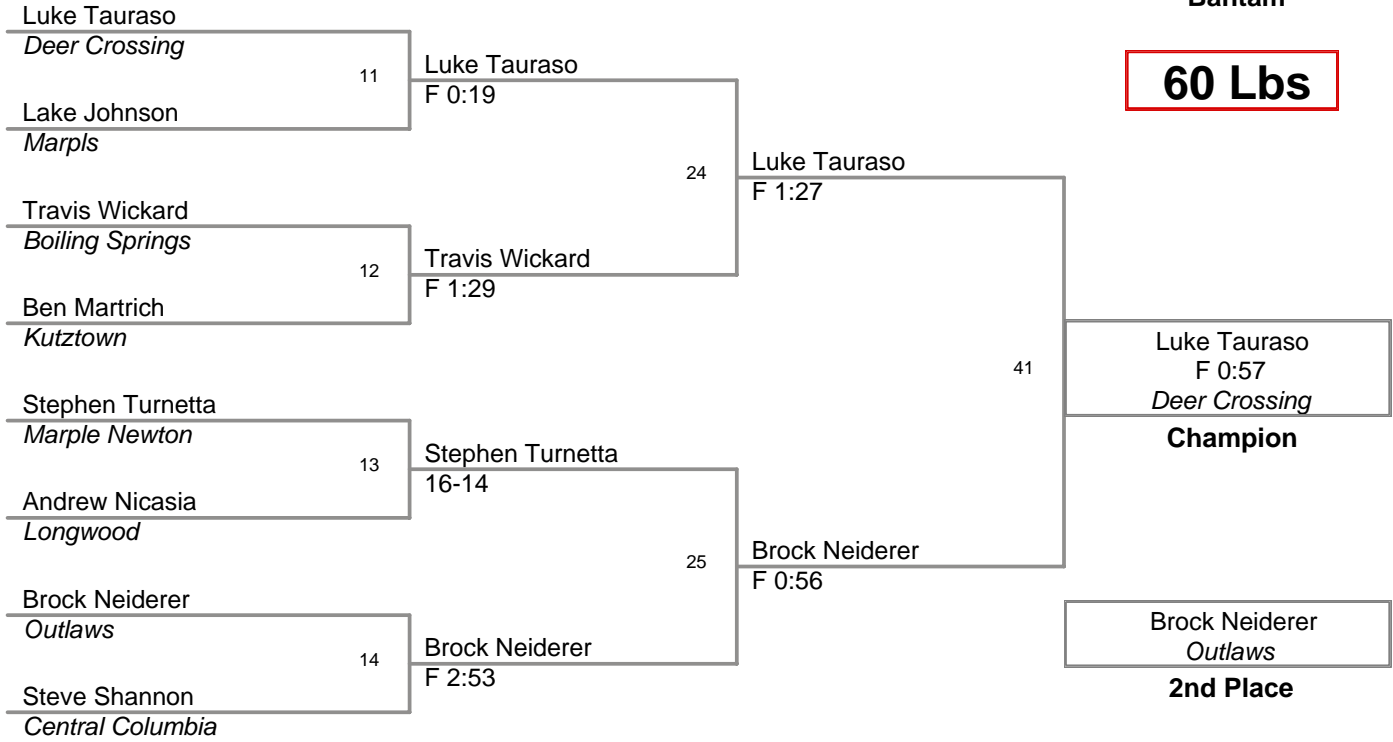 Bantam
60 Lbs
Luke Tauraso
Deer Crossing
11
Lake Johnson
Marpls
Luke Tauraso
F 0:19
Travis Wickard
Boiling Springs
12
Ben Martrich
Kutztown
Travis Wickard
F 1:29
24
Luke Tauraso
F 1:27
Stephen Turnetta
Marple Newton
13
Andrew Nicasia
Longwood
Stephen Turnetta
16-14
Brock Neiderer
Outlaws
14
Steve Shannon
Central Columbia
Brock Neiderer
F 2:53
25
Brock Neiderer
F 0:56
41
Luke Tauraso
F 0:57
Deer Crossing
Champion
Brock Neiderer
Outlaws
2nd Place